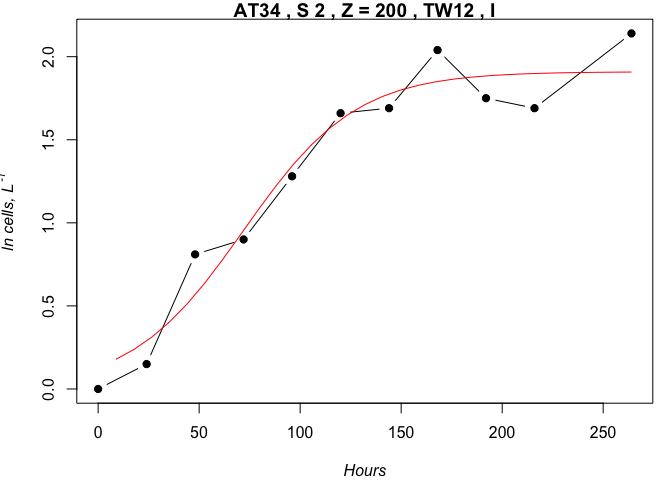 AT34 , S 2 , Z = 200 , TW12 , I
ln cells, L⁻¹
0.0 0.5 1.0 1.5 2.0
0 50 100 150 200 250
Hours